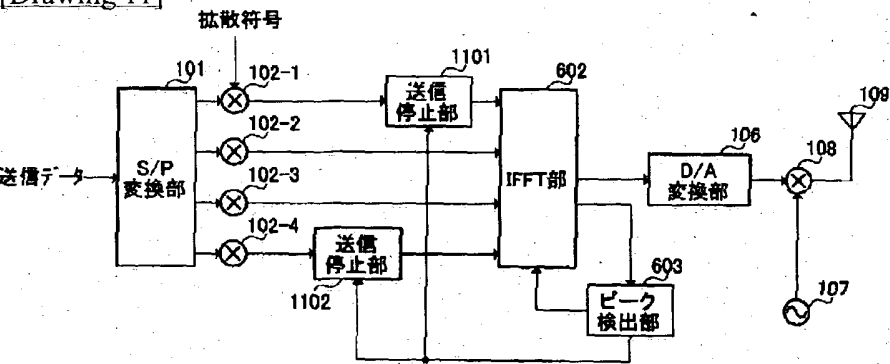 [Drawing 11]
拡散符号
101
102-1
1101
602
109
送信
停止部
102-2
106
108
送信データ
S/P
変換部
102-3
IFFT部
D/A
変換部
102-4
送信
停止部
603
1102
ピーク
検出部
107